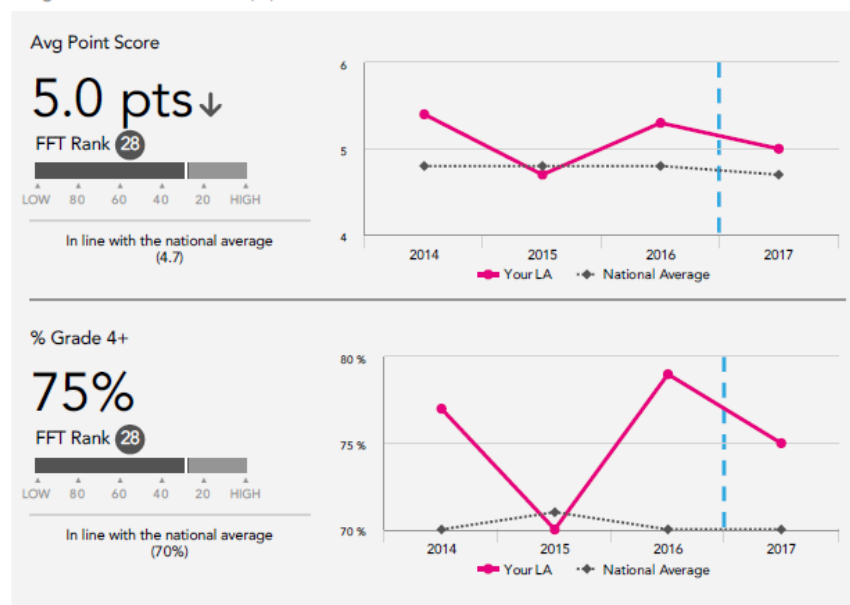 Avg Point Score
5.0 pts↓
FFT Rank 28
LOW 80 60 40 20 HIGH
In line with the national average
(4.7)
6
5
4
2014 2015 2016 2017
Your LA National Average
% Grade 4+
75%
FFT Rank 28
LOW 80 60 40 20 HIGH
In line with the national average
(70%)
80 %
75 %
70 %
2014 2015 2016 2017
Your LA National Average